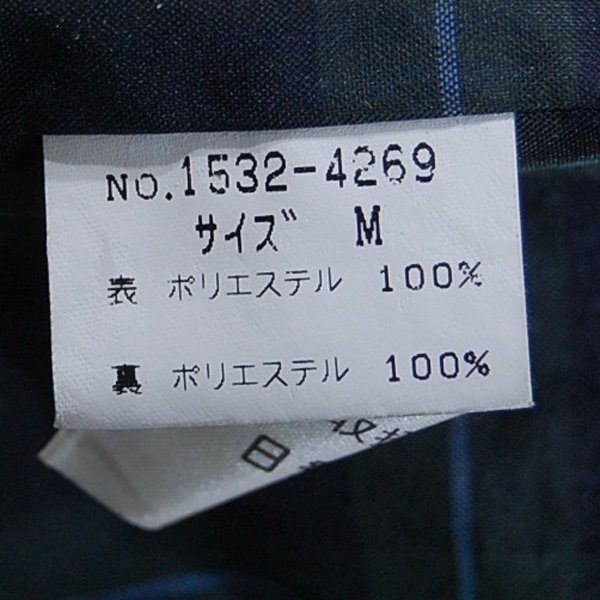 NO.1532-4269
サイズ M
表 ポリエステル 100%
裏 ポリエステル 100%
日